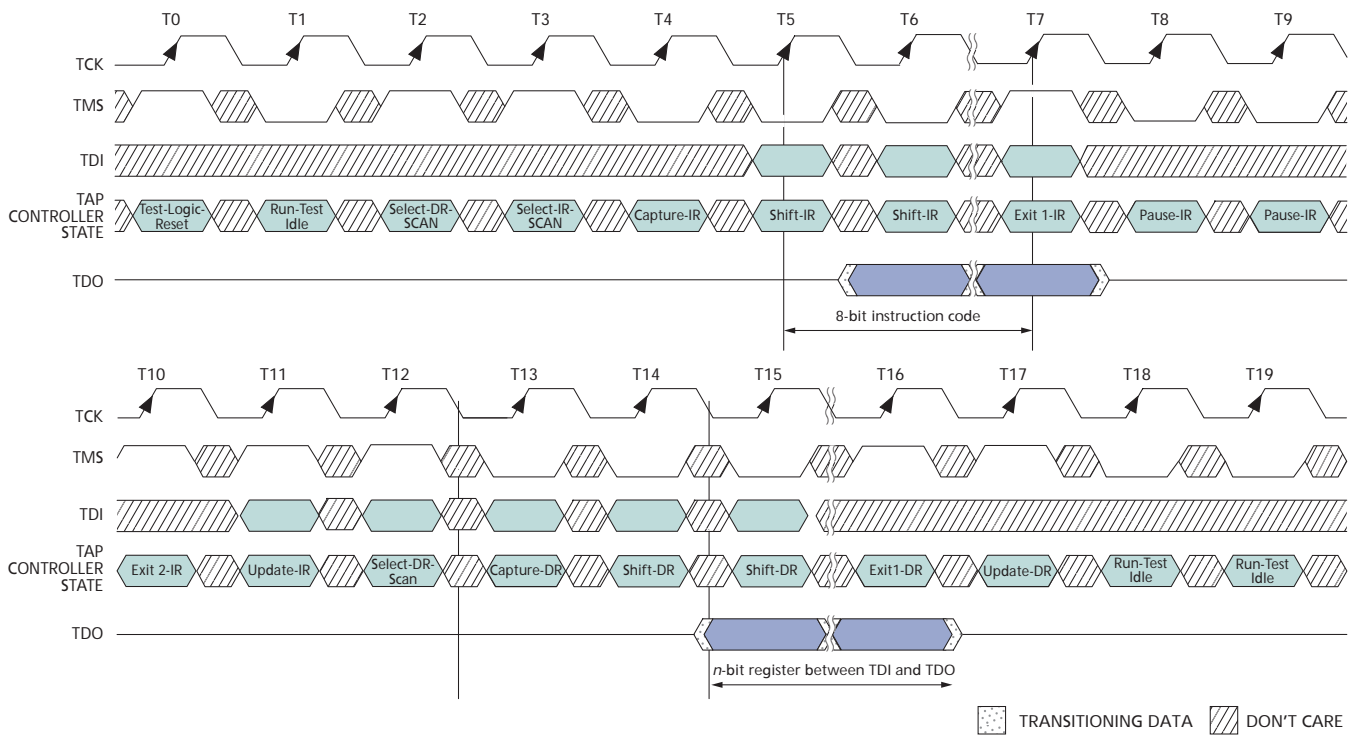 T0 T1 T2 T3 T4 T5 T6 T7 T8 T9
TCK
TMS
TDI
TAP
CONTROLLER
STATE
Test-Logic-
Reset
Run-Test
Idle
Select-DR-
SCAN
Select-IR-
SCAN
Capture-IR
Shift-IR
Shift-IR
Exit 1-IR
Pause-IR
Pause-IR
TDO
8-bit instruction code
T10 T11 T12 T13 T14 T15 T16 T17 T18 T19
TCK
TMS
TDI
TAP
CONTROLLER
STATE
Exit 2-IR
Update-IR
Select-DR-
Scan
Capture-DR
Shift-DR
Shift-DR
Exit1-DR
Update-DR
Run-Test
Idle
Run-Test
Idle
TDO
n-bit register between TDI and TDO
TRANSITIONING DATA
DON'T CARE